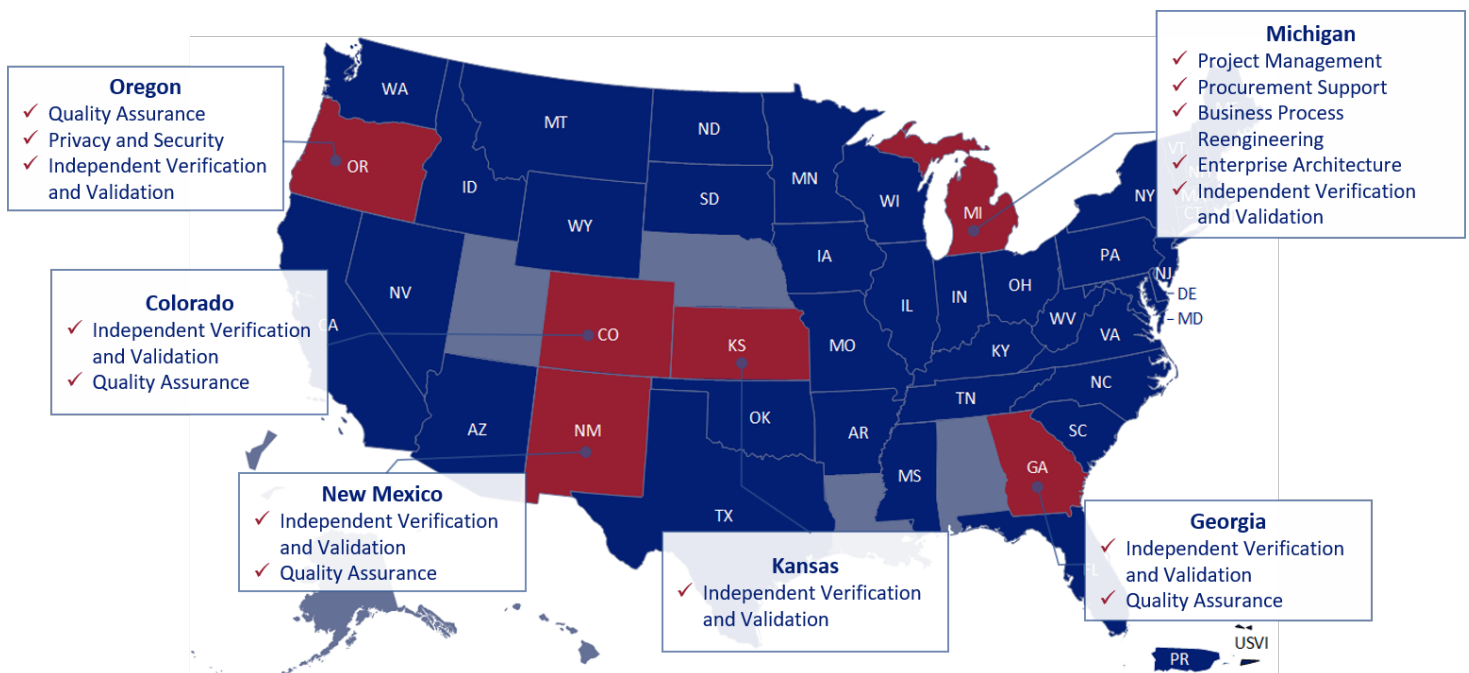 Oregon
✓ Quality Assurance
✓ Privacy and Security
✓ Independent Verification
and Validation
Michigan
✓ Project Management
✓ Procurement Support
✓ Business Process
Reengineering
✓ Enterprise Architecture
✓ Independent Verification
and Validation
Colorado
✓ Independent Verification
and Validation
✓ Quality Assurance
New Mexico
✓ Independent Verification
and Validation
✓ Quality Assurance
Kansas
✓ Independent Verification
and Validation
Georgia
✓ Independent Verification
and Validation
✓ Quality Assurance
WA
MT
ND
MN
OR
ID
SD
WI
MI
NY
VT
WY
IA
PA
CT
NV
IL
IN
OH
NJ
DE
MD
CA
CO
KS
MO
WV
VA
KY
NC
TN
AZ
NM
OK
AR
SC
MS
GA
TX
FL
USVI
PR